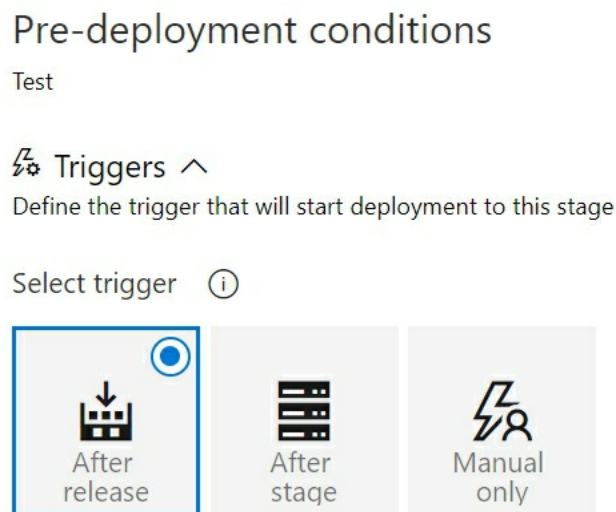 Pre-deployment conditions
Test
Triggers
Define the trigger that will start deployment to this stage
Select trigger
After
release
After
stage
Manual
only